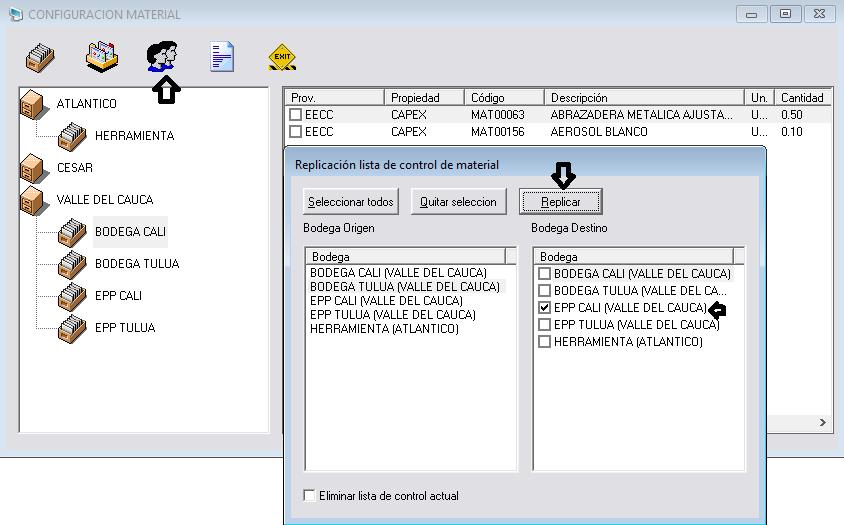 CONFIGURACION MATERIAL
EXIT
ATLANTICO
HERRAMIENTA
CESAR
VALLE DEL CAUCA
BODEGA CALI
BODEGA TULUA
EPP CALI
EPP TULUA
Prov. Propiedad Código Descripción Un. Cantidad
EECC CAPEX MAT00063 ABRAZADERA METALICA AJUSTA... U... 0.50
EECC CAPEX MAT00156 AEROSOL BLANCO U... 0.10
Replicación lista de control de material
Seleccionar todos Quitar seleccion Replicar
Bodega Origen
Bodega
BODEGA CALI (VALLE DEL CAUCA)
BODEGA TULUA (VALLE DEL CAUCA)
EPP CALI (VALLE DEL CAUCA)
EPP TULUA (VALLE DEL CAUCA)
HERRAMIENTA (ATLANTICO)
Bodega Destino
Bodega
BODEGA CALI (VALLE DEL CAUCA)
BODEGA TULUA (VALLE DEL CA...
EPP CALI (VALLE DEL CAUCA)
EPP TULUA (VALLE DEL CAUCA)
HERRAMIENTA (ATLANTICO)
Eliminar lista de control actual